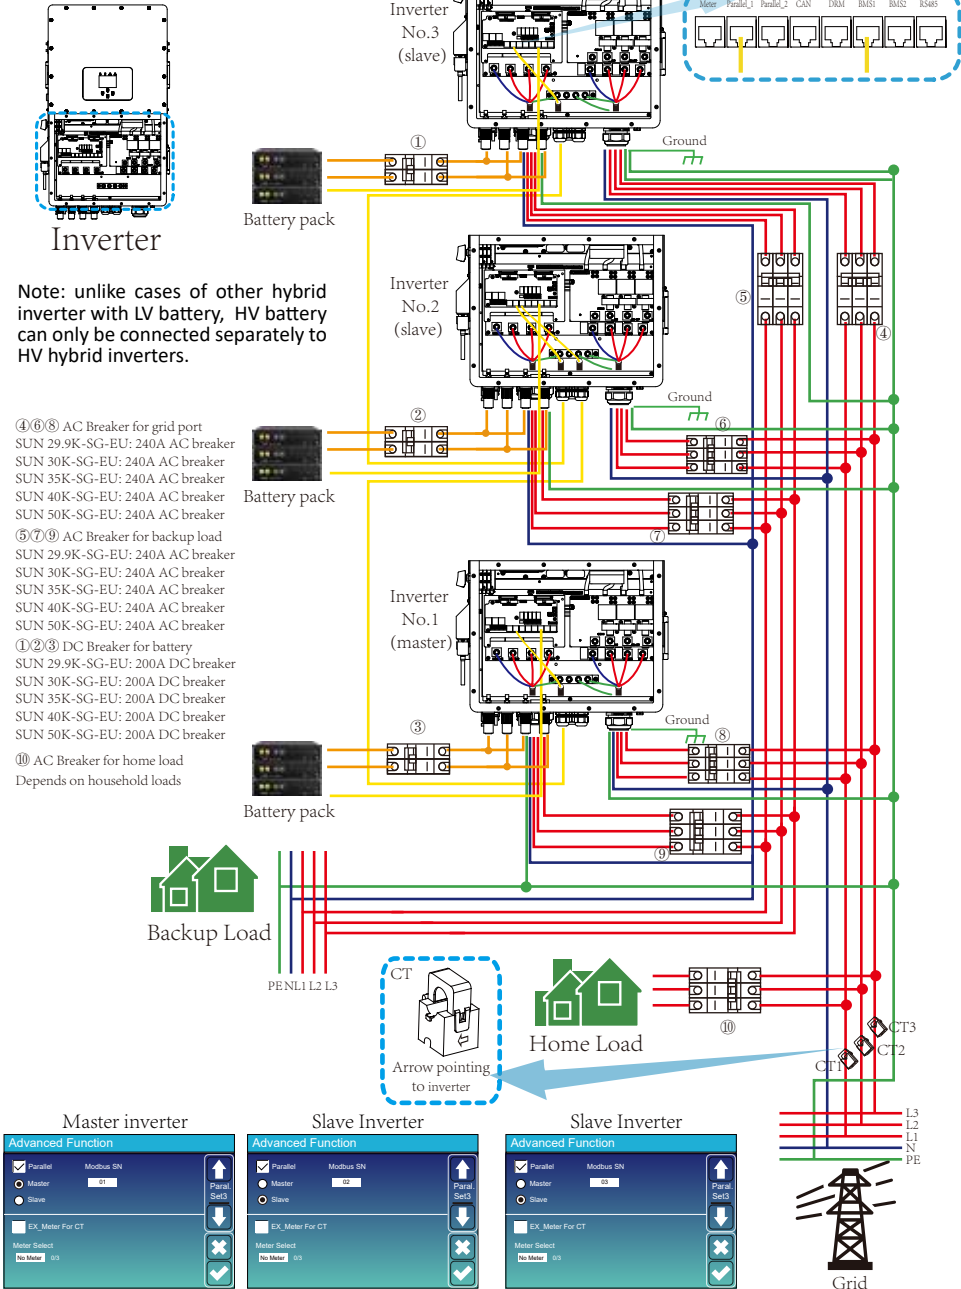 Inverter
No.3
(slave)
Meter Parallel_1 Parallel_2 CAN DRM BMS1 BMS2 RS485
①
Ground
Battery pack
Inverter
Note: unlike cases of other hybrid
inverter with LV battery, HV battery
can only be connected separately to
HV hybrid inverters.
Inverter
No.2
(slave)
⑤
④
②
Ground
⑥
Battery pack
⑦
④⑥⑧ AC Breaker for grid port
SUN 29.9K-SG-EU: 240A AC breaker
SUN 30K-SG-EU: 240A AC breaker
SUN 35K-SG-EU: 240A AC breaker
SUN 40K-SG-EU: 240A AC breaker
SUN 50K-SG-EU: 240A AC breaker
⑤⑦⑨ AC Breaker for backup load
SUN 29.9K-SG-EU: 240A AC breaker
SUN 30K-SG-EU: 240A AC breaker
SUN 35K-SG-EU: 240A AC breaker
SUN 40K-SG-EU: 240A AC breaker
SUN 50K-SG-EU: 240A AC breaker
①②③ DC Breaker for battery
SUN 29.9K-SG-EU: 200A DC breaker
SUN 30K-SG-EU: 200A DC breaker
SUN 35K-SG-EU: 200A DC breaker
SUN 40K-SG-EU: 200A DC breaker
SUN 50K-SG-EU: 200A DC breaker
⑩ AC Breaker for home load
Depends on household loads
Inverter
No.1
(master)
③
Ground
⑧
Battery pack
⑨
Backup Load
PE N L1 L2 L3
CT
Arrow pointing
to inverter
Home Load
⑩
CT3
CT2
CT1
L3
L2
L1
N
PE
Grid
Master inverter
Advanced Function
Parallel Modbus SN
Master 01
Slave
Paral.
Set3
EX_Meter For CT
Meter Select
No Meter 0/3
Slave Inverter
Advanced Function
Parallel Modbus SN
Master 02
Slave
Paral.
Set3
EX_Meter For CT
Meter Select
No Meter 0/3
Slave Inverter
Advanced Function
Parallel Modbus SN
Master 03
Slave
Paral.
Set3
EX_Meter For CT
Meter Select
No Meter 0/3